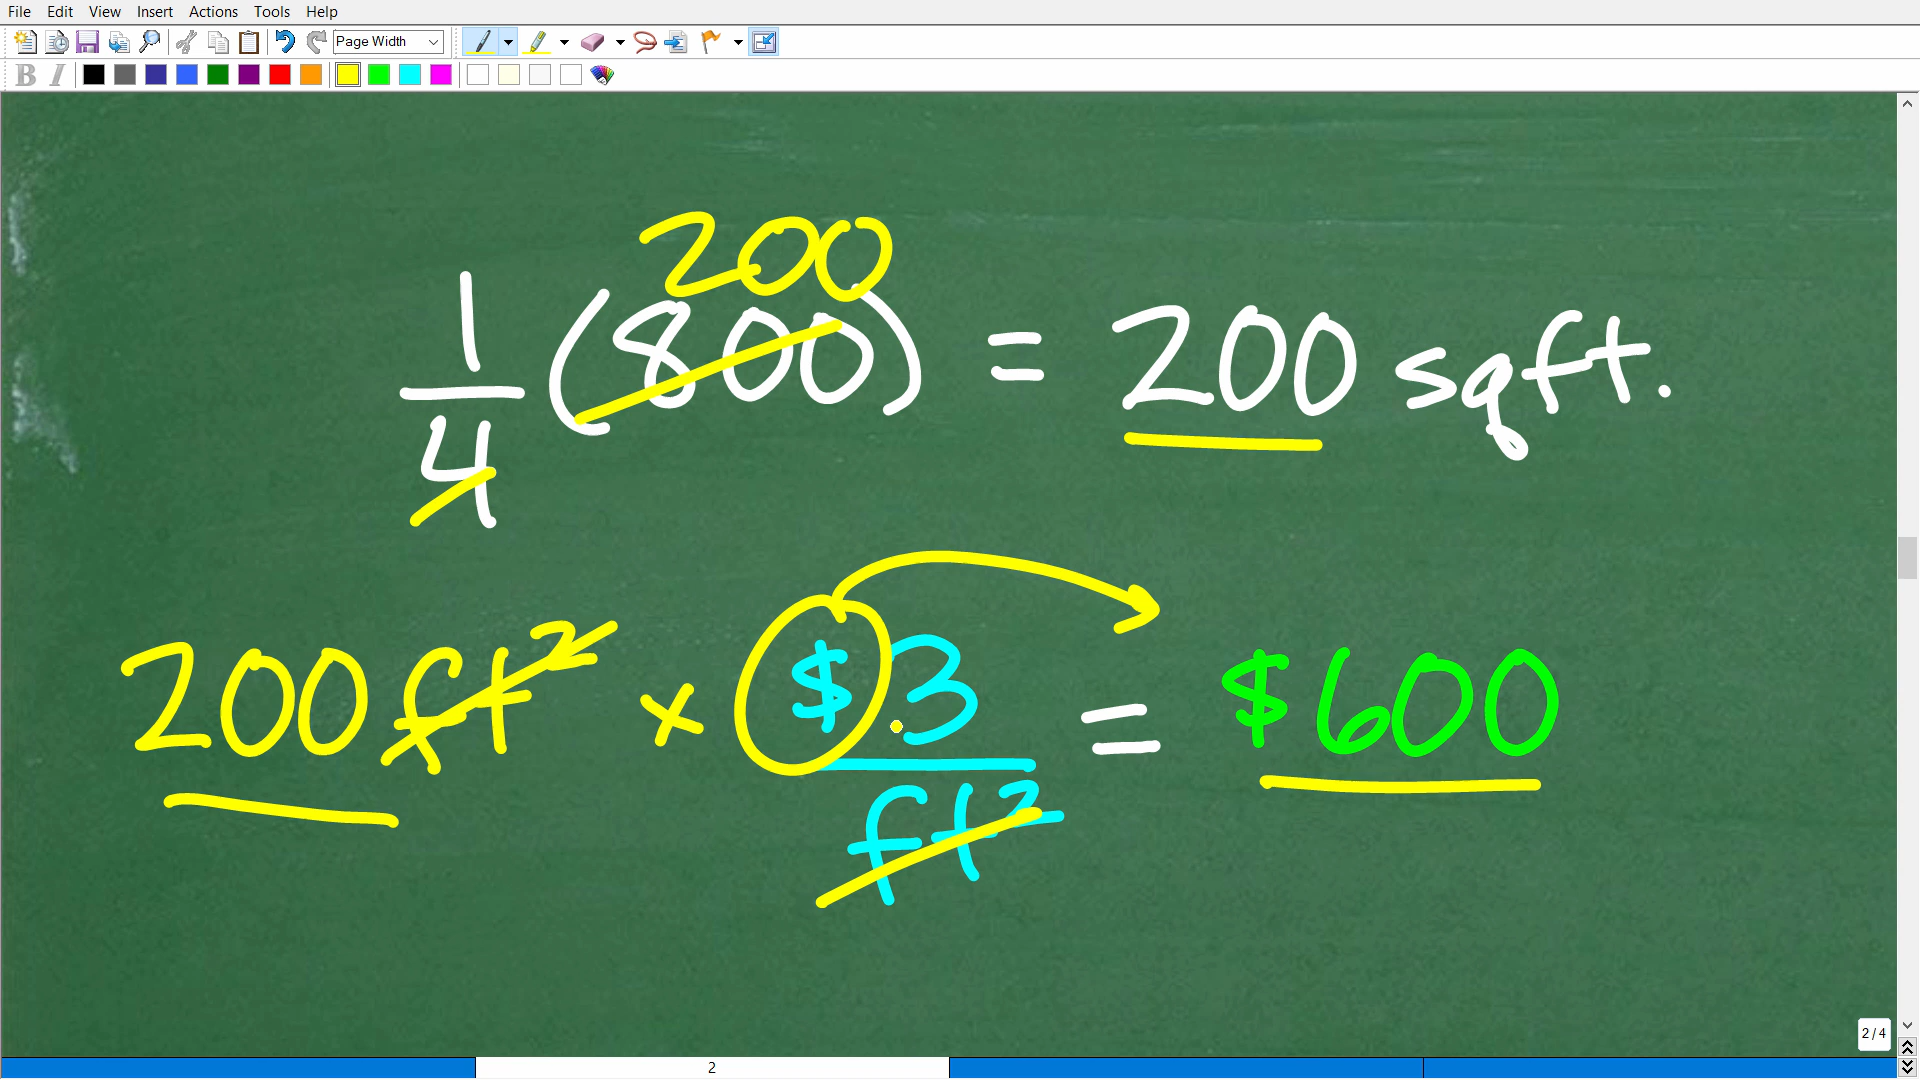 File Edit View Insert Actions Tools Help
Page Width
B I
200
1/4 (800) = 200 sqft.
200 ft² x $3/ft² = $600
2 / 4
2